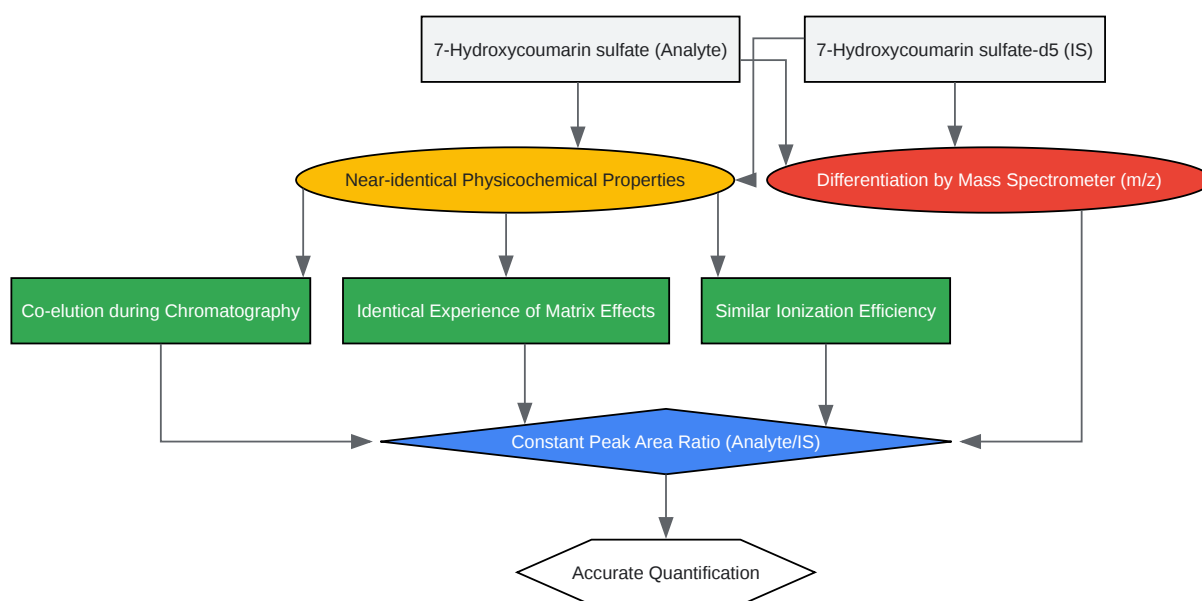 7-Hydroxycoumarin sulfate (Analyte)
7-Hydroxycoumarin sulfate-d5 (IS)
Near-identical Physicochemical Properties
Differentiation by Mass Spectrometer (m/z)
Co-elution during Chromatography
Identical Experience of Matrix Effects
Similar Ionization Efficiency
Constant Peak Area Ratio (Analyte/IS)
Accurate Quantification